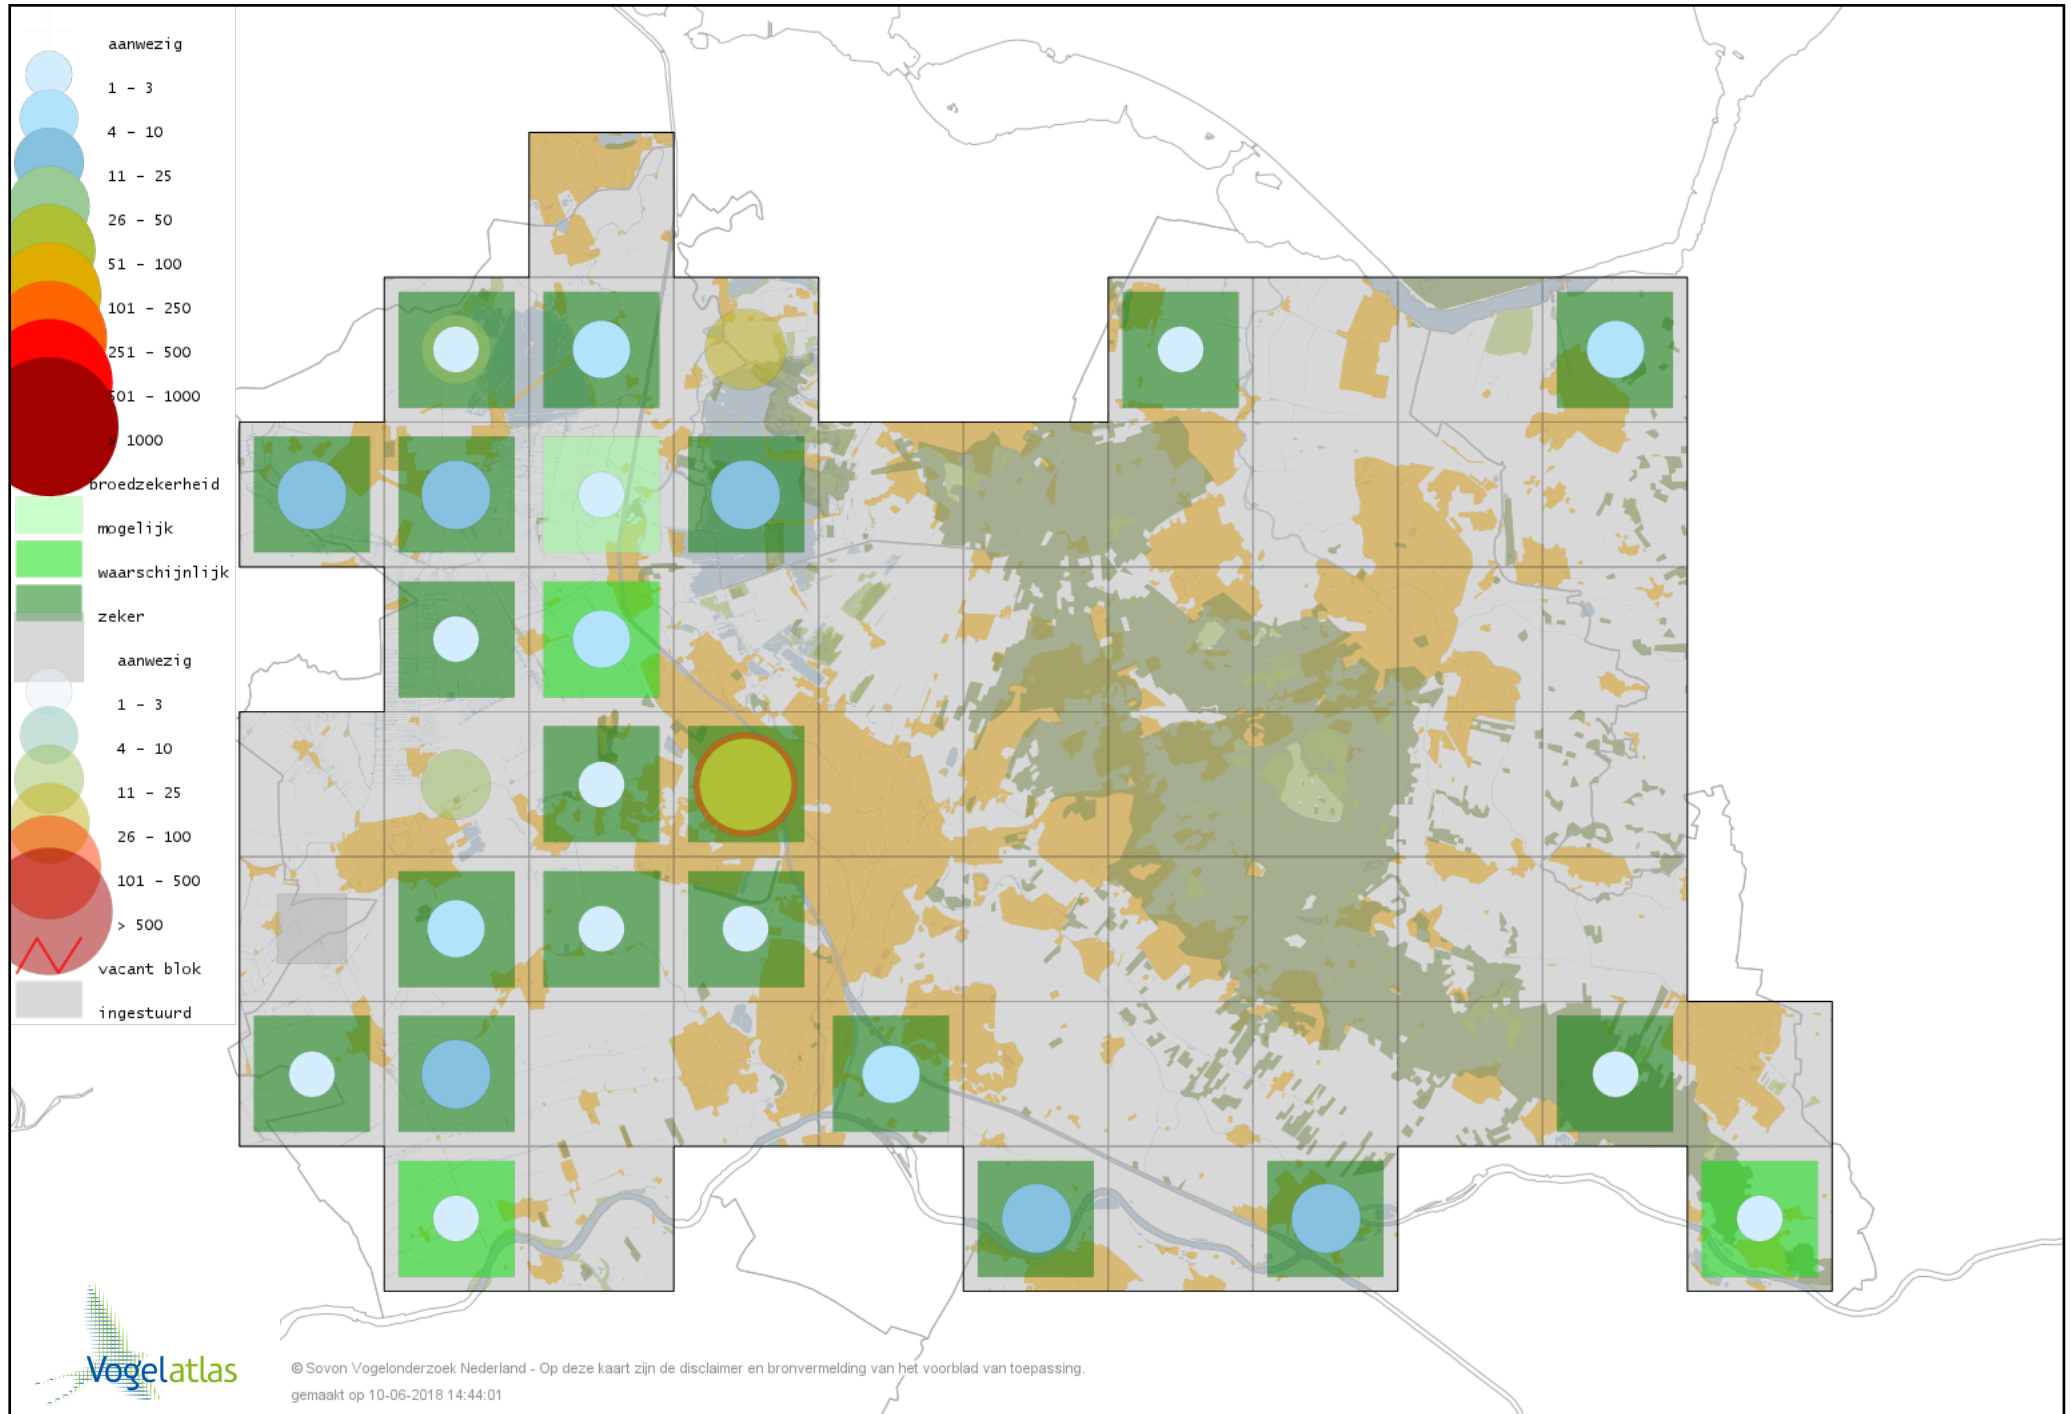 aanwezig
1 - 3
4 - 10
11 - 25
26 - 50
51 - 100
101 - 250
251 - 500
501 - 1000
> 1000
broedzekerheid
mogelijk
waarschijnlijk
zeker
aanwezig
1 - 3
4 - 10
11 - 25
26 - 100
101 - 500
> 500
vacant blok
ingestuurd
Vogelatlas
© Sovon Vogelonderzoek Nederland - Op deze kaart zijn de disclaimer en bronvermelding van het voorblad van toepassing.
gemaakt op 10-06-2018 14:44:01